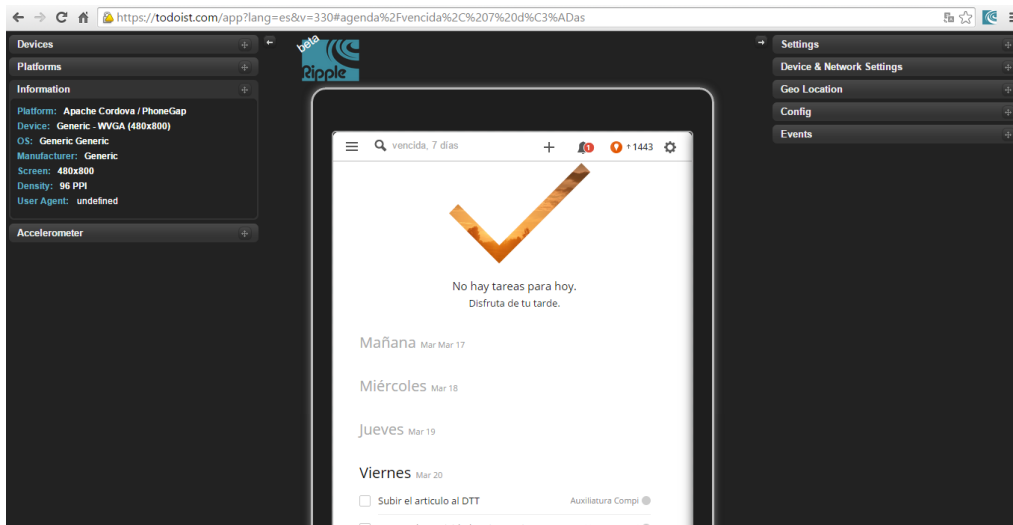 https://todoist.com/app?lang=es&v=330#agenda%2Fvencida%2C%207%20d%C3%ADas
Devices
Platforms
Information
Platform: Apache Cordova / PhoneGap
Device: Generic - WVGA (480x800)
OS: Generic Generic
Manufacturer: Generic
Screen: 480x800
Density: 96 PPI
User Agent: undefined
Accelerometer
beta
Ripple
vencida, 7 días
1
↑1443
No hay tareas para hoy.
Disfruta de tu tarde.
Mañana Mar Mar 17
Miércoles Mar 18
Jueves Mar 19
Viernes Mar 20
Subir el articulo al DTT Auxiliatura Compi
Settings
Device & Network Settings
Geo Location
Config
Events